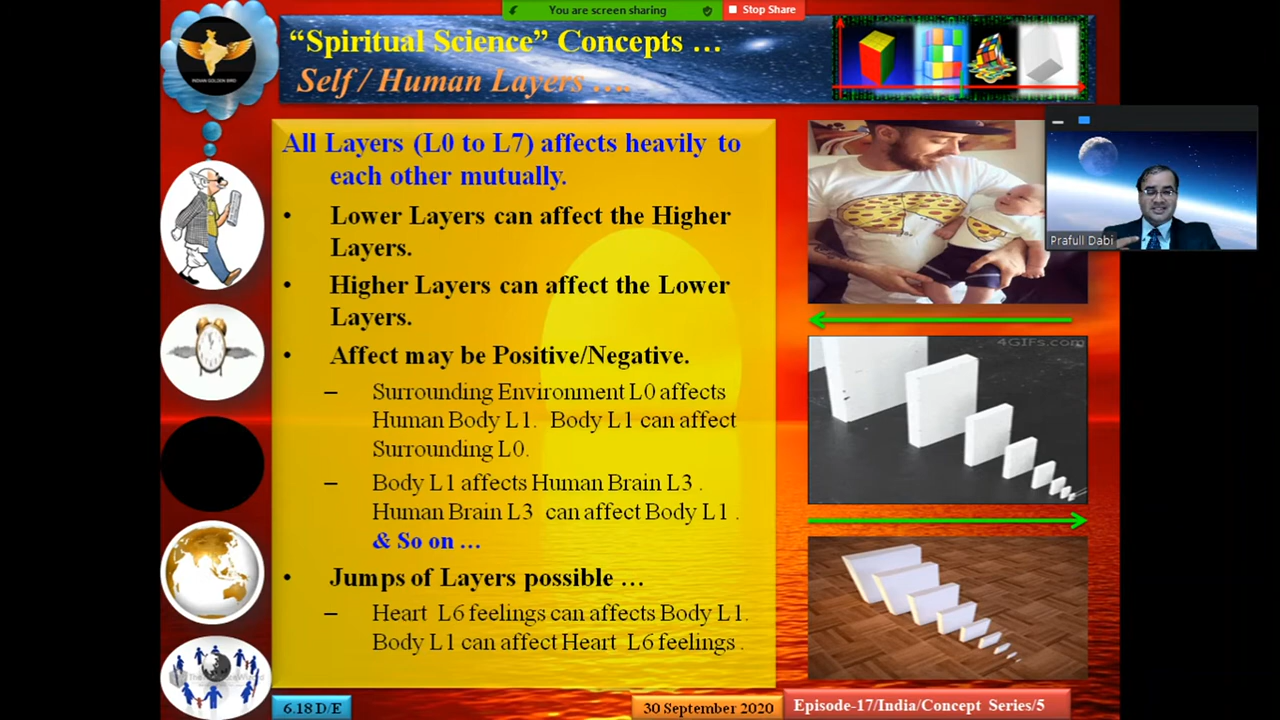 You are screen sharing
Stop Share
“Spiritual Science” Concepts …
Self / Human Layers ….
INDIAN GOLDEN BIRD
All Layers (L0 to L7) affects heavily to
each other mutually.
• Lower Layers can affect the Higher
Layers.
• Higher Layers can affect the Lower
Layers.
• Affect may be Positive/Negative.
– Surrounding Environment L0 affects
Human Body L1. Body L1 can affect
Surrounding L0.
– Body L1 affects Human Brain L3 .
Human Brain L3 can affect Body L1 .
& So on …
• Jumps of Layers possible …
– Heart L6 feelings can affects Body L1.
Body L1 can affect Heart L6 feelings .
Prafull Dabi
4GIFs.com
6.18 D/E
30 September 2020
Episode-17/India/Concept Series/5